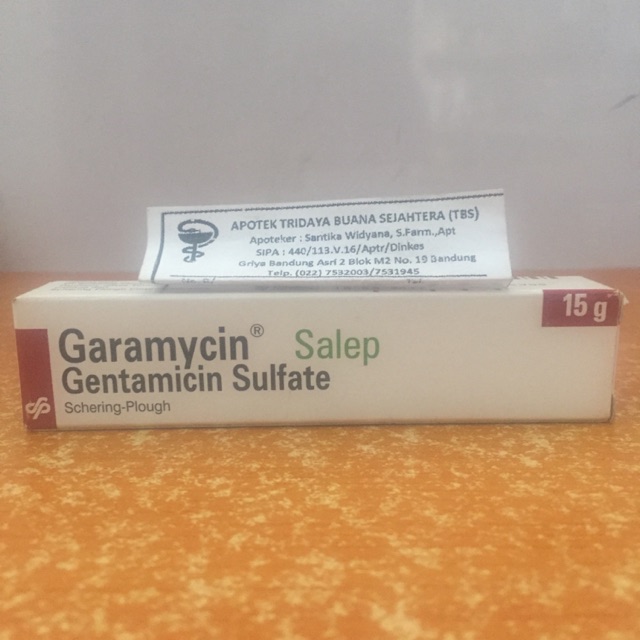 APOTEK TRIDAYA BUANA SEJAHTERA (TBS)
Apoteker : Santika Widyana, S.Farm.,Apt
SIPA : 440/113.V.16/Aptr/Dinkes
Griya Bandung Asri 2 Blok M2 No. 19 Bandung
Telp. (022) 7532003/7531945
15 g
Garamycin® Salep
Gentamicin Sulfate
Schering-Plough